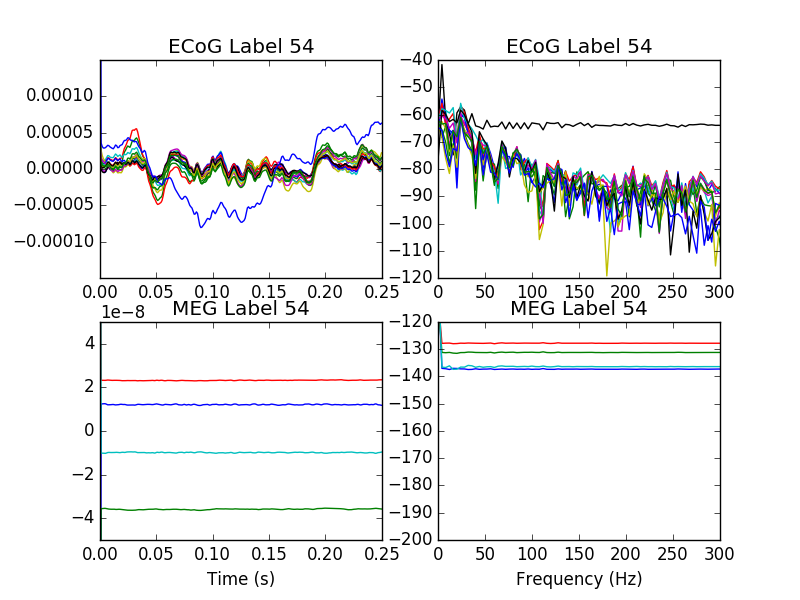 ECoG Label 54
ECoG Label 54
0.00010
0.00005
0.00000
−0.00005
−0.00010
0.00 0.05 0.10 0.15 0.20 0.25
−40
−50
−60
−70
−80
−90
−100
−110
−120
0 50 100 150 200 250 300
1e−8
MEG Label 54
MEG Label 54
4
2
0
−2
−4
0.00 0.05 0.10 0.15 0.20 0.25
Time (s)
−120
−130
−140
−150
−160
−170
−180
−190
−200
0 50 100 150 200 250 300
Frequency (Hz)